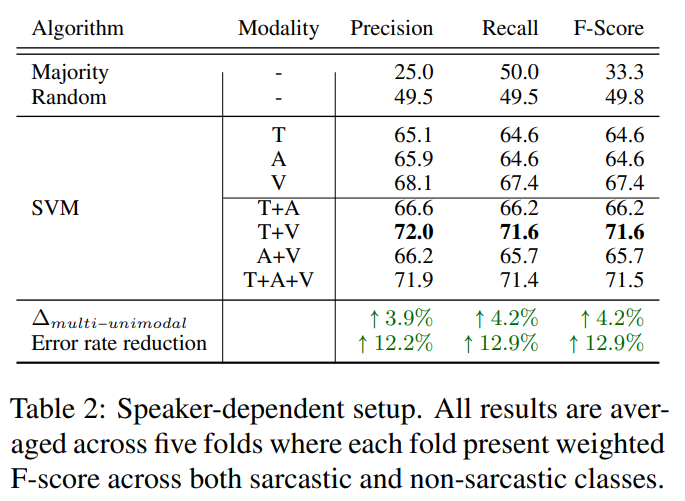 Algorithm Modality Precision Recall F-Score
Majority - 25.0 50.0 33.3
Random - 49.5 49.5 49.8
T 65.1 64.6 64.6
A 65.9 64.6 64.6
V 68.1 67.4 67.4
SVM T+A 66.6 66.2 66.2
T+V 72.0 71.6 71.6
A+V 66.2 65.7 65.7
T+A+V 71.9 71.4 71.5
Δmulti−unimodal ↑ 3.9% ↑ 4.2% ↑ 4.2%
Error rate reduction ↑ 12.2% ↑ 12.9% ↑ 12.9%
Table 2: Speaker-dependent setup. All results are aver-
aged across five folds where each fold present weighted
F-score across both sarcastic and non-sarcastic classes.